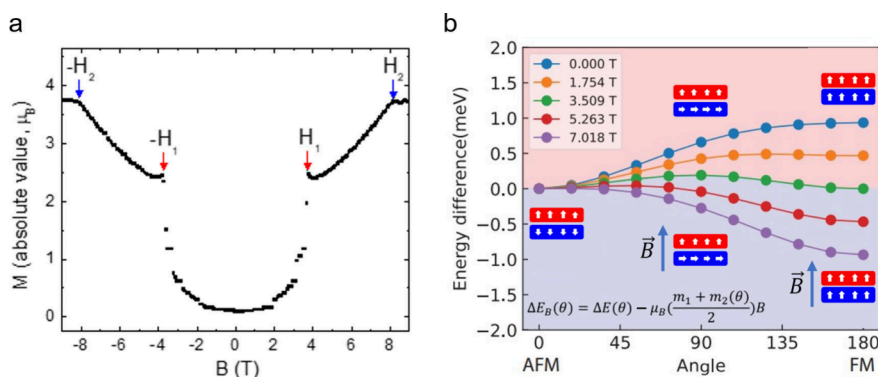 a
M (absolute value, μ_B)
4
3
2
1
0
-H₂
-H₁
H₁
H₂
-8 -6 -4 -2 0 2 4 6 8
B (T)
b
Energy difference(meV)
2.0
1.5
1.0
0.5
0.0
−0.5
−1.0
−1.5
−2.0
0.000 T
1.754 T
3.509 T
5.263 T
7.018 T
B⃗
B⃗
ΔE_B(θ) = ΔE(θ) − μ_B((m₁ + m₂(θ))/2)B
0 45 90 135 180
AFM Angle FM